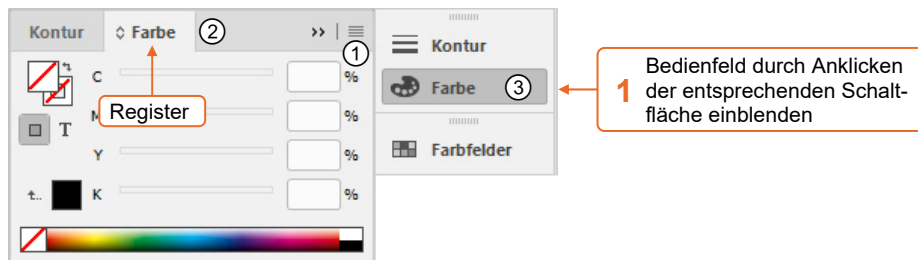 Kontur Farbe 2 >>
1
C %
M %
Register
T
Y %
t.. K %
Kontur
Farbe 3
Farbfelder
1 Bedienfeld durch Anklicken
der entsprechenden Schalt-
fläche einblenden